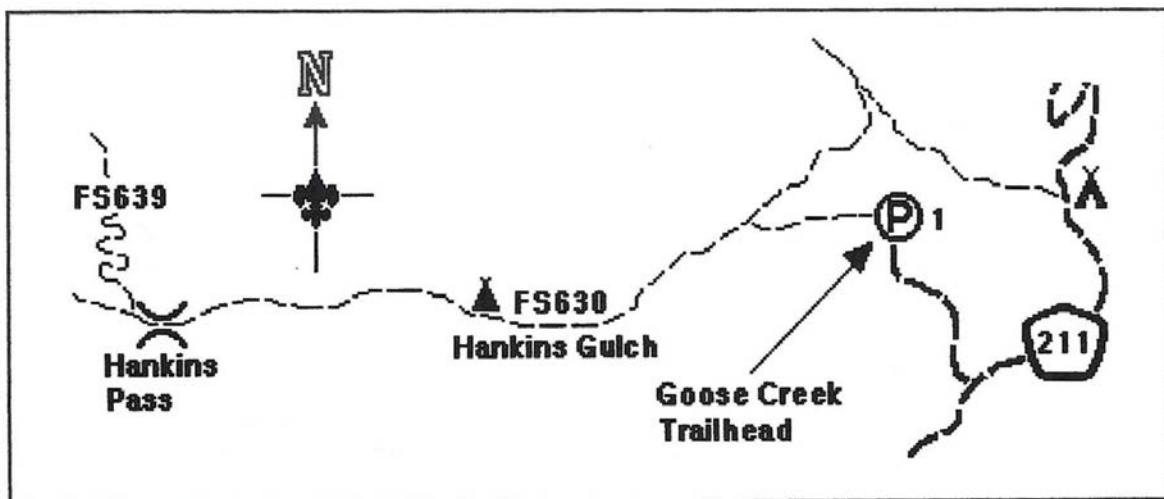 N
FS639
P 1
FS630
Hankins Gulch
211
Hankins
Pass
Goose Creek
Trailhead